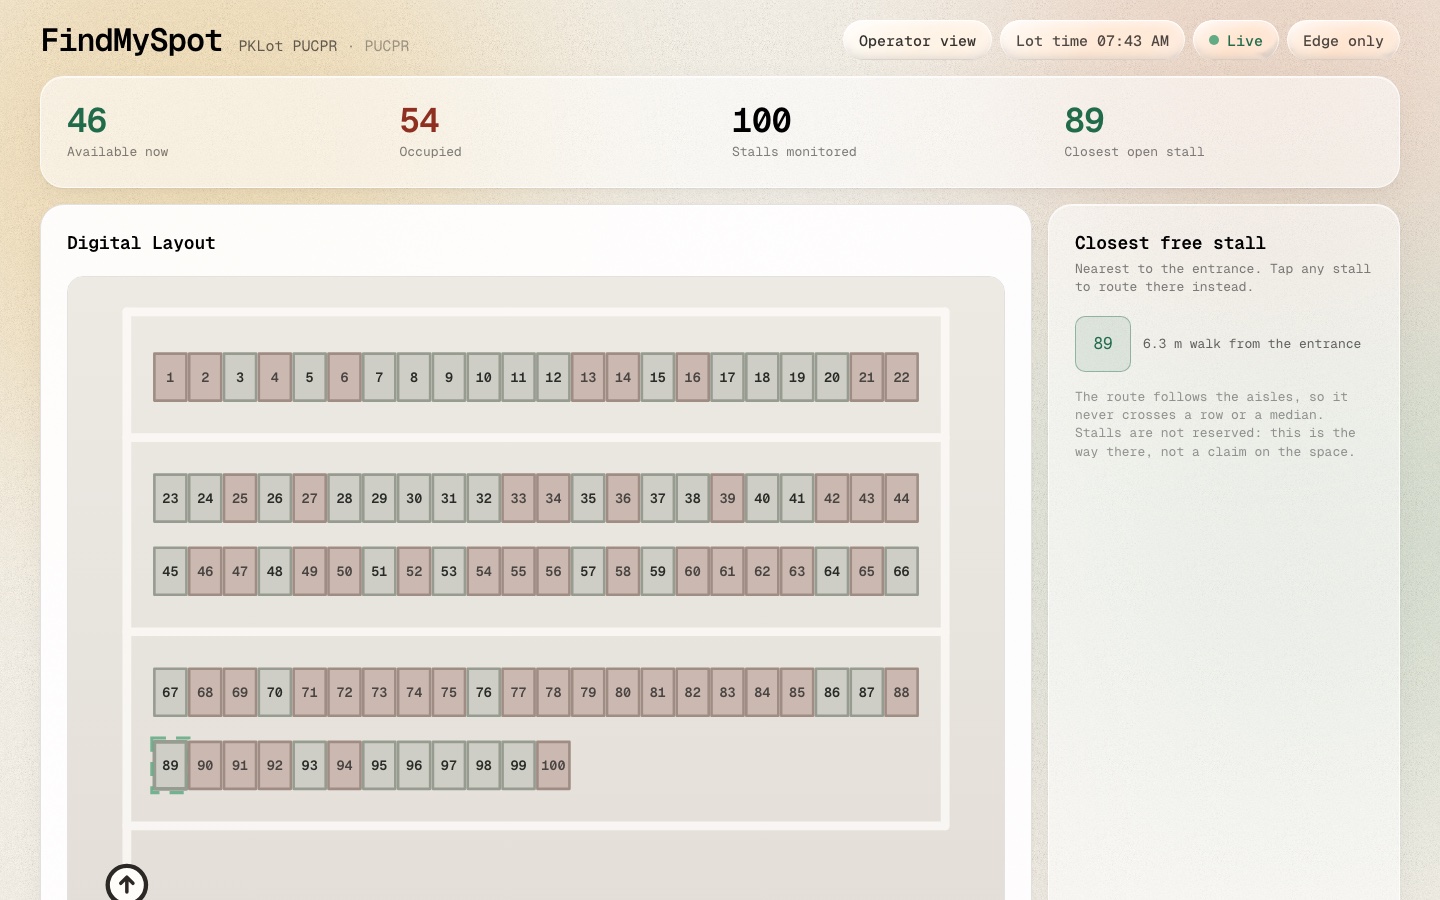 FindMySpot PKLot PUCPR · PUCPR
Operator view
Lot time 07:43 AM
Live
Edge only
46
Available now
54
Occupied
100
Stalls monitored
89
Closest open stall
Digital Layout
1 2 3 4 5 6 7 8 9 10 11 12 13 14 15 16 17 18 19 20 21 22
23 24 25 26 27 28 29 30 31 32 33 34 35 36 37 38 39 40 41 42 43 44
45 46 47 48 49 50 51 52 53 54 55 56 57 58 59 60 61 62 63 64 65 66
67 68 69 70 71 72 73 74 75 76 77 78 79 80 81 82 83 84 85 86 87 88
89 90 91 92 93 94 95 96 97 98 99 100
Closest free stall
Nearest to the entrance. Tap any stall
to route there instead.
89 6.3 m walk from the entrance
The route follows the aisles, so it
never crosses a row or a median.
Stalls are not reserved: this is the
way there, not a claim on the space.